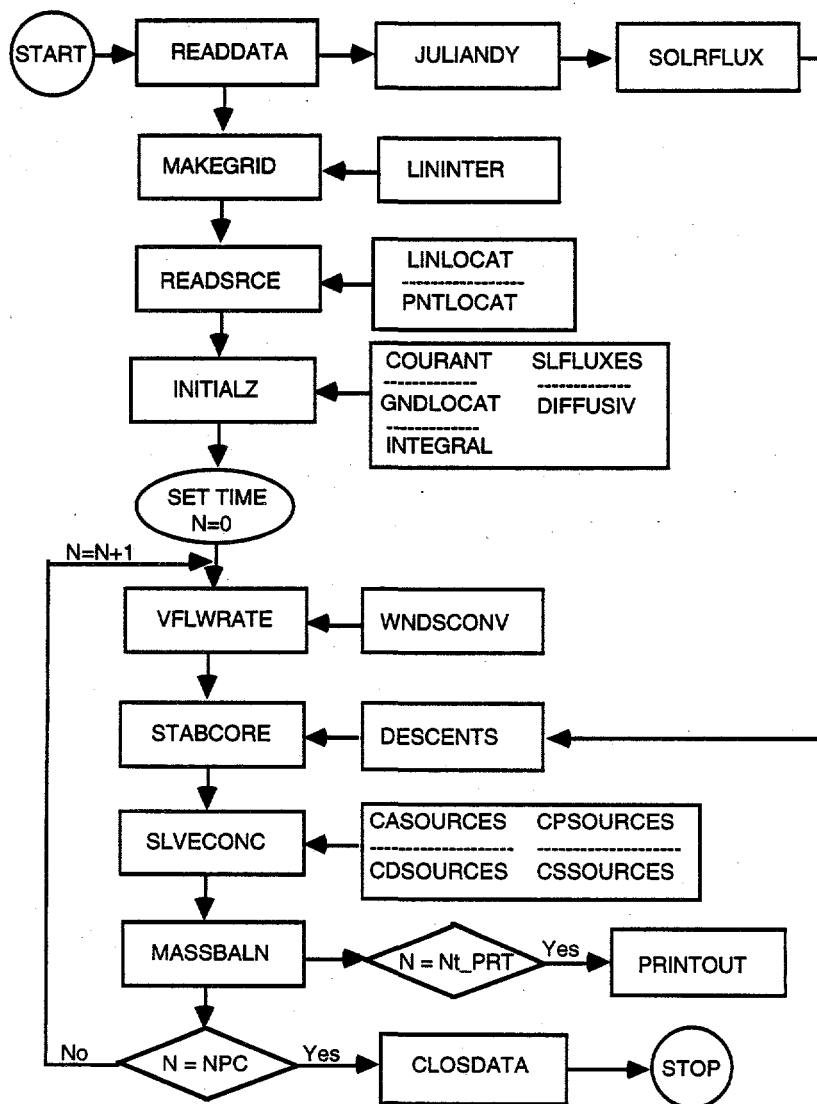 START
READDATA
JULIANDY
SOLRFLUX
MAKEGRID
LININTER
READSRCE
LINLOCAT
PNTLOCAT
INITIALZ
COURANT SLFLUXES
GNDLOCAT DIFFUSIV
INTEGRAL
SET TIME
N=0
N=N+1
VFLWRATE
WNDSCONV
STABCORE
DESCENTS
SLVECONC
CASOURCES CPSOURCES
CDSOURCES CSSOURCES
MASSBALN
N = Nt_PRT
Yes
PRINTOUT
No
N = NPC
Yes
CLOSDATA
STOP